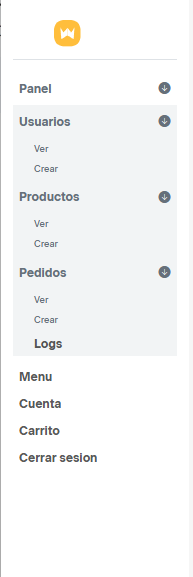 Panel
Usuarios
Ver
Crear
Productos
Ver
Crear
Pedidos
Ver
Crear
Logs
Menu
Cuenta
Carrito
Cerrar sesion